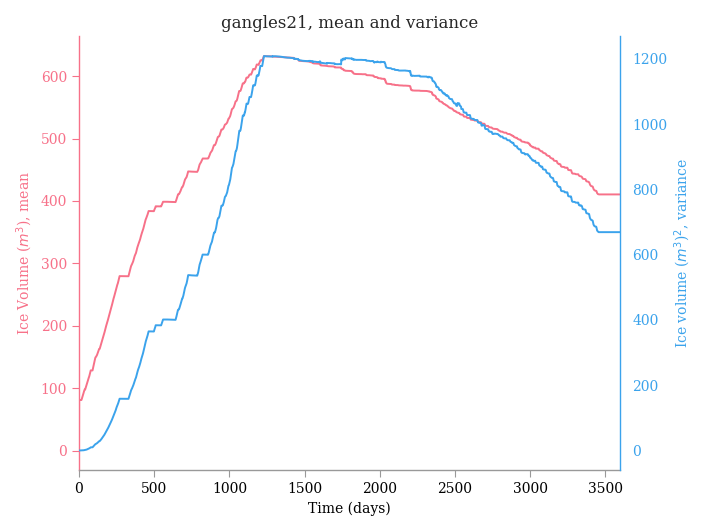 gangles21, mean and variance
Ice Volume (m³), mean
600
500
400
300
200
100
0
1200
1000
800
600
400
200
0
Ice volume (m³)², variance
0 500 1000 1500 2000 2500 3000 3500
Time (days)